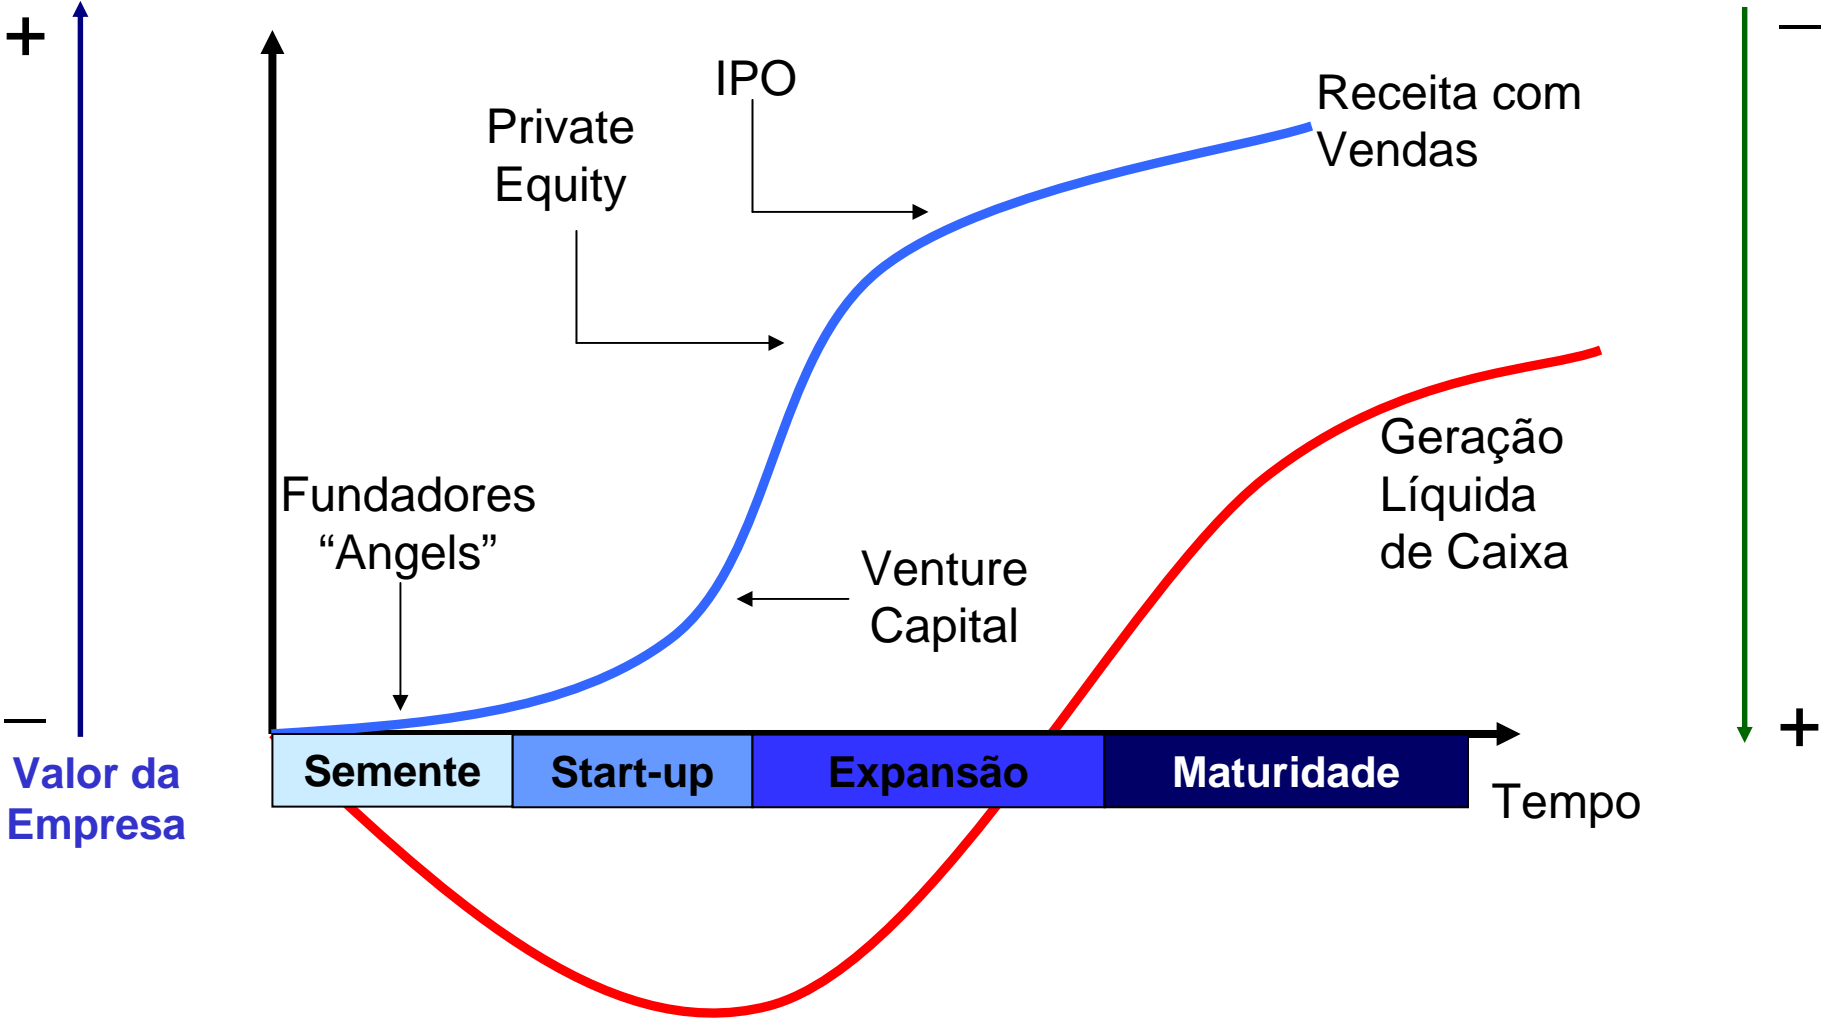 +
—
IPO
Receita com
Vendas
Private
Equity
Geração
Líquida
de Caixa
Fundadores
“Angels”
Venture
Capital
—
+
Semente
Start-up
Expansão
Maturidade
Tempo
Valor da
Empresa